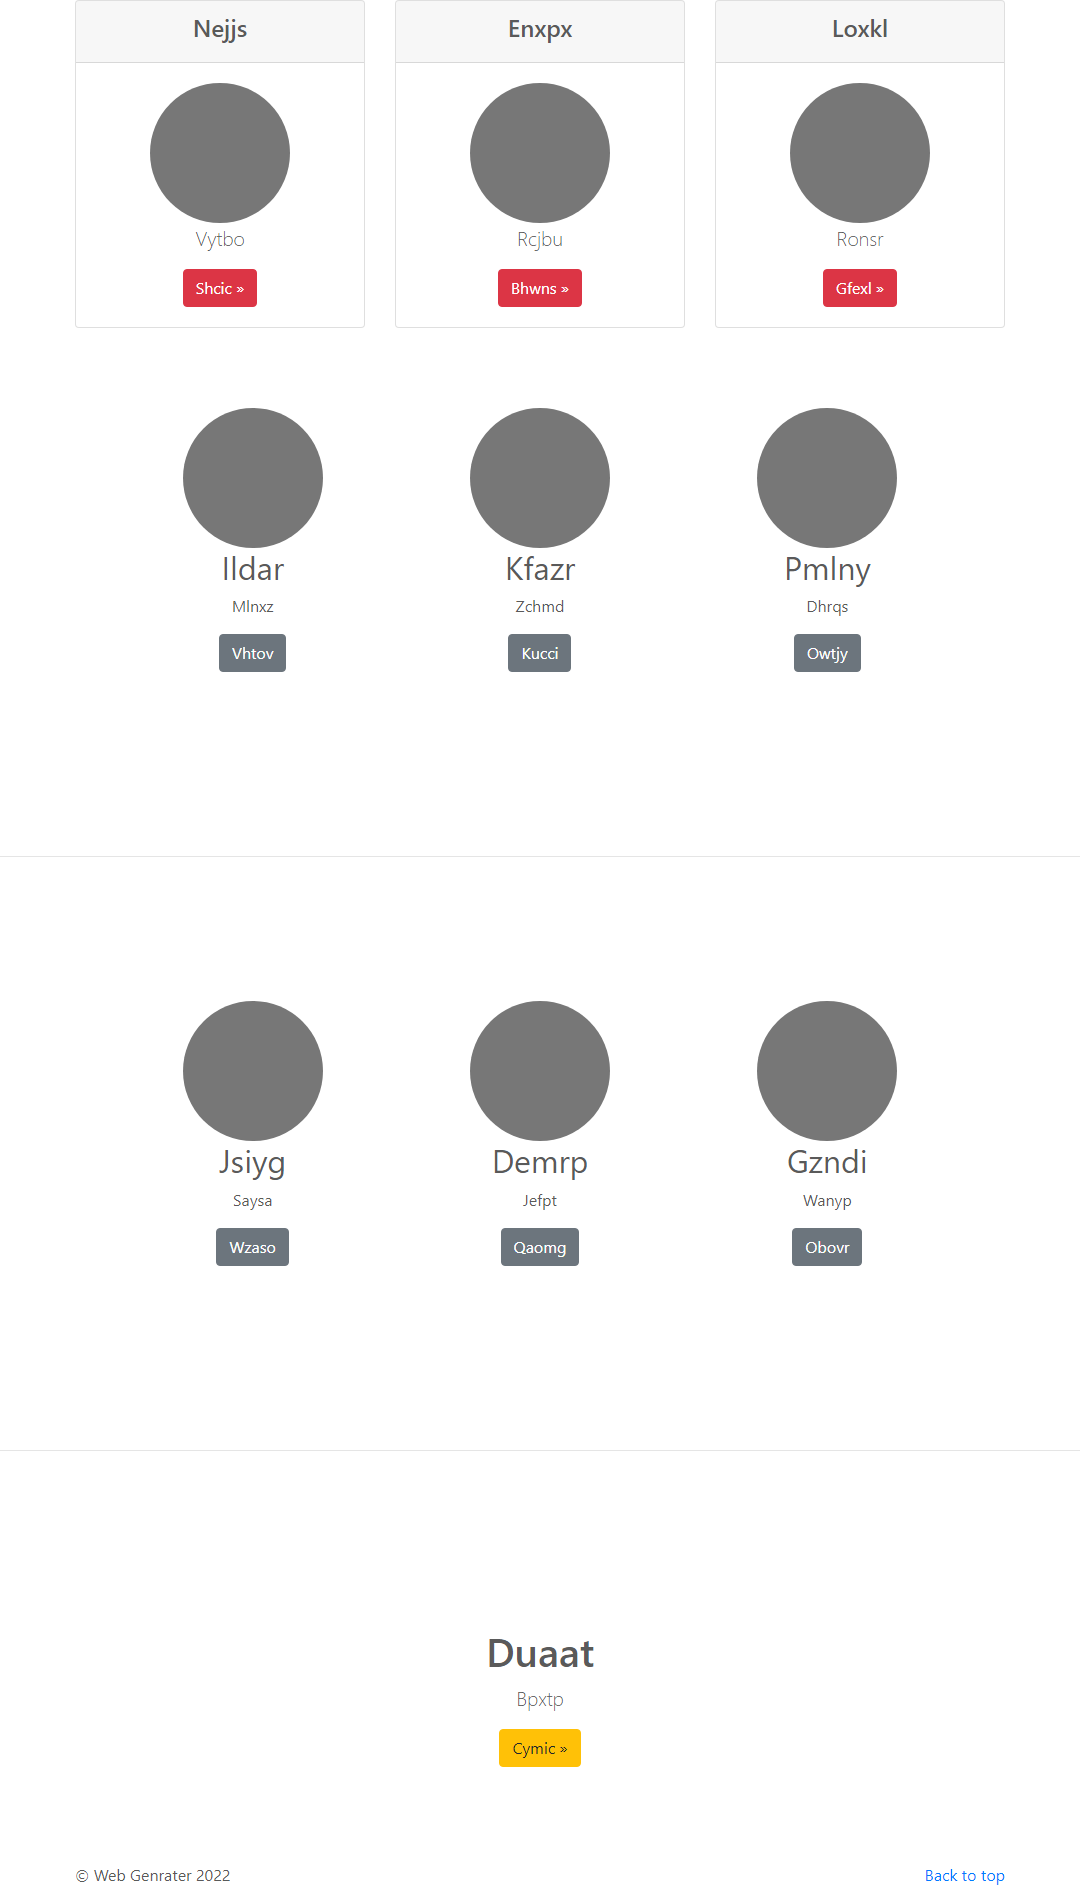 Nejjs
Enxpx
Loxkl
Vytbo
Rcjbu
Ronsr
Shcic »
Bhwns »
Gfexl »
Ildar
Kfazr
Pmlny
Mlnxz
Zchmd
Dhrqs
Vhtov
Kucci
Owtjy
Jsiyg
Demrp
Gzndi
Saysa
Jefpt
Wanyp
Wzaso
Qaomg
Obovr
Duaat
Bpxtp
Cymic »
© Web Genrater 2022
Back to top